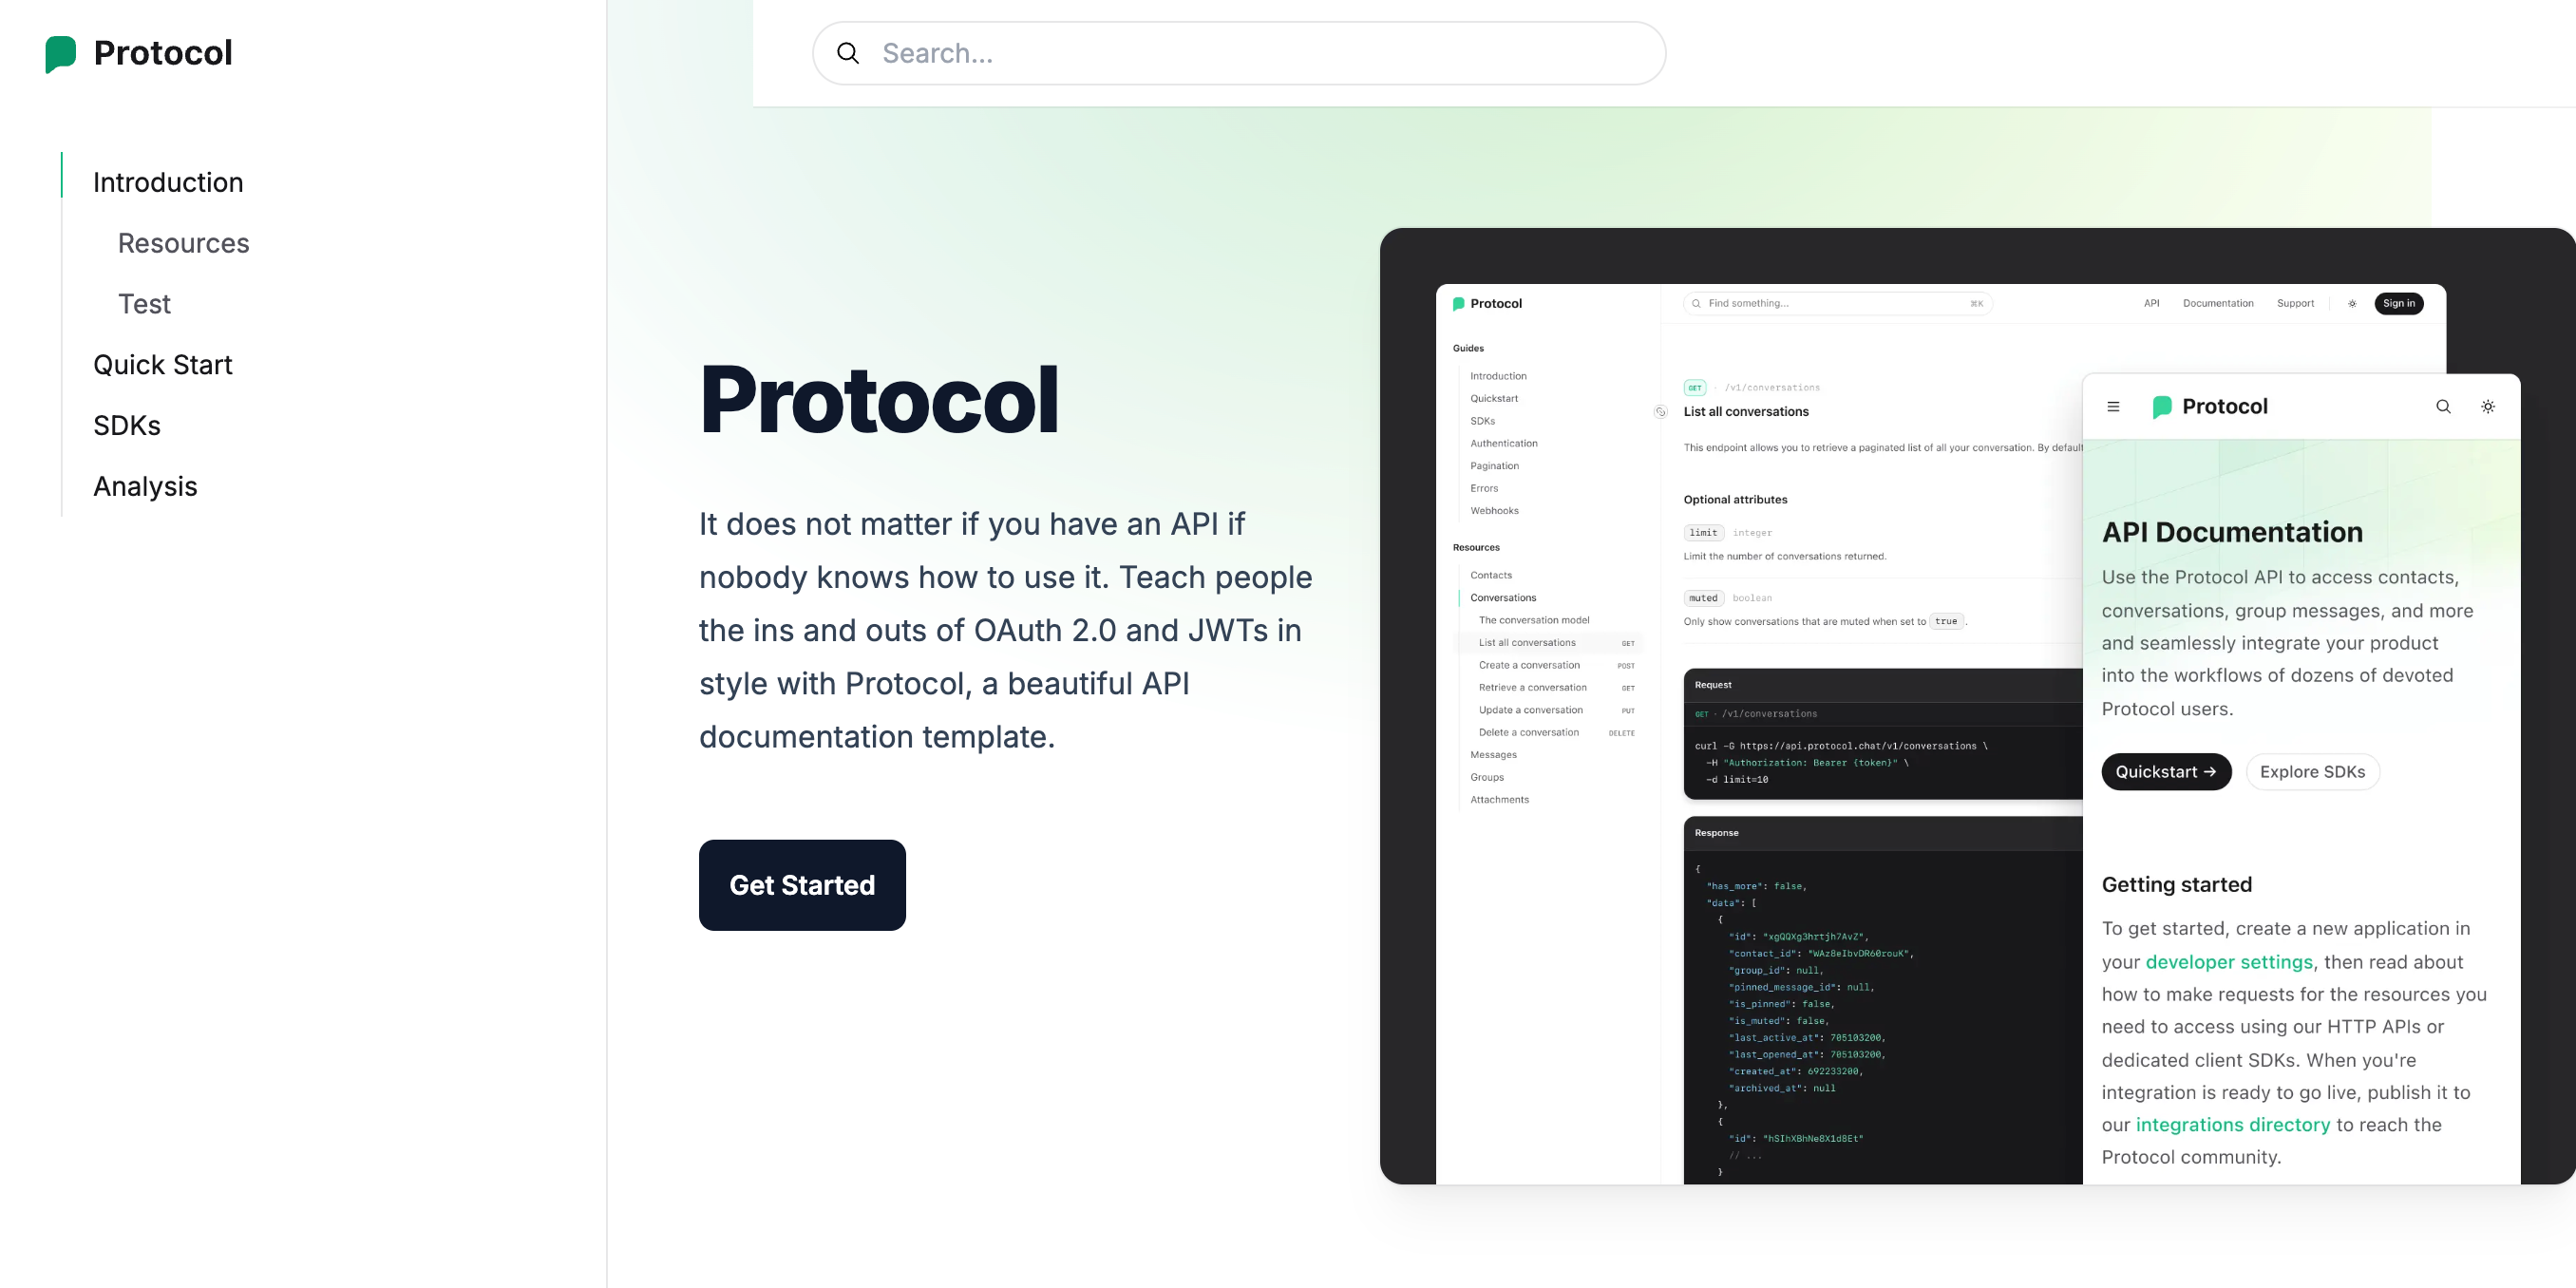 Protocol
Search...
Introduction
Resources
Test
Quick Start
SDKs
Analysis
Protocol
It does not matter if you have an API if
nobody knows how to use it. Teach people
the ins and outs of OAuth 2.0 and JWTs in
style with Protocol, a beautiful API
documentation template.
Get Started
Protocol
Find something...
⌘K
API
Documentation
Support
Sign in
Guides
Introduction
Quickstart
SDKs
Authentication
Pagination
Errors
Webhooks
Resources
Contacts
Conversations
The conversation model
List all conversations GET
Create a conversation POST
Retrieve a conversation GET
Update a conversation PUT
Delete a conversation DELETE
Messages
Groups
Attachments
GET · /v1/conversations
List all conversations
This endpoint allows you to retrieve a paginated list of all your conversation. By default
Optional attributes
limit integer
Limit the number of conversations returned.
muted boolean
Only show conversations that are muted when set to true.
Request
GET · /v1/conversations
curl -G https://api.protocol.chat/v1/conversations \
-H "Authorization: Bearer {token}" \
-d limit=10
Response
{
"has_more": false,
"data": [
{
"id": "xgQQXg3hrtjh7AvZ",
"contact_id": "WAz8eIbvDR60rouK",
"group_id": null,
"pinned_message_id": null,
"is_pinned": false,
"is_muted": false,
"last_active_at": 705103200,
"last_opened_at": 705103200,
"created_at": 692233200,
"archived_at": null
},
{
"id": "hSIhXBhNe8X1d8Et"
// ...
}
Protocol
API Documentation
Use the Protocol API to access contacts,
conversations, group messages, and more
and seamlessly integrate your product
into the workflows of dozens of devoted
Protocol users.
Quickstart →
Explore SDKs
Getting started
To get started, create a new application in
your developer settings, then read about
how to make requests for the resources you
need to access using our HTTP APIs or
dedicated client SDKs. When you're
integration is ready to go live, publish it to
our integrations directory to reach the
Protocol community.